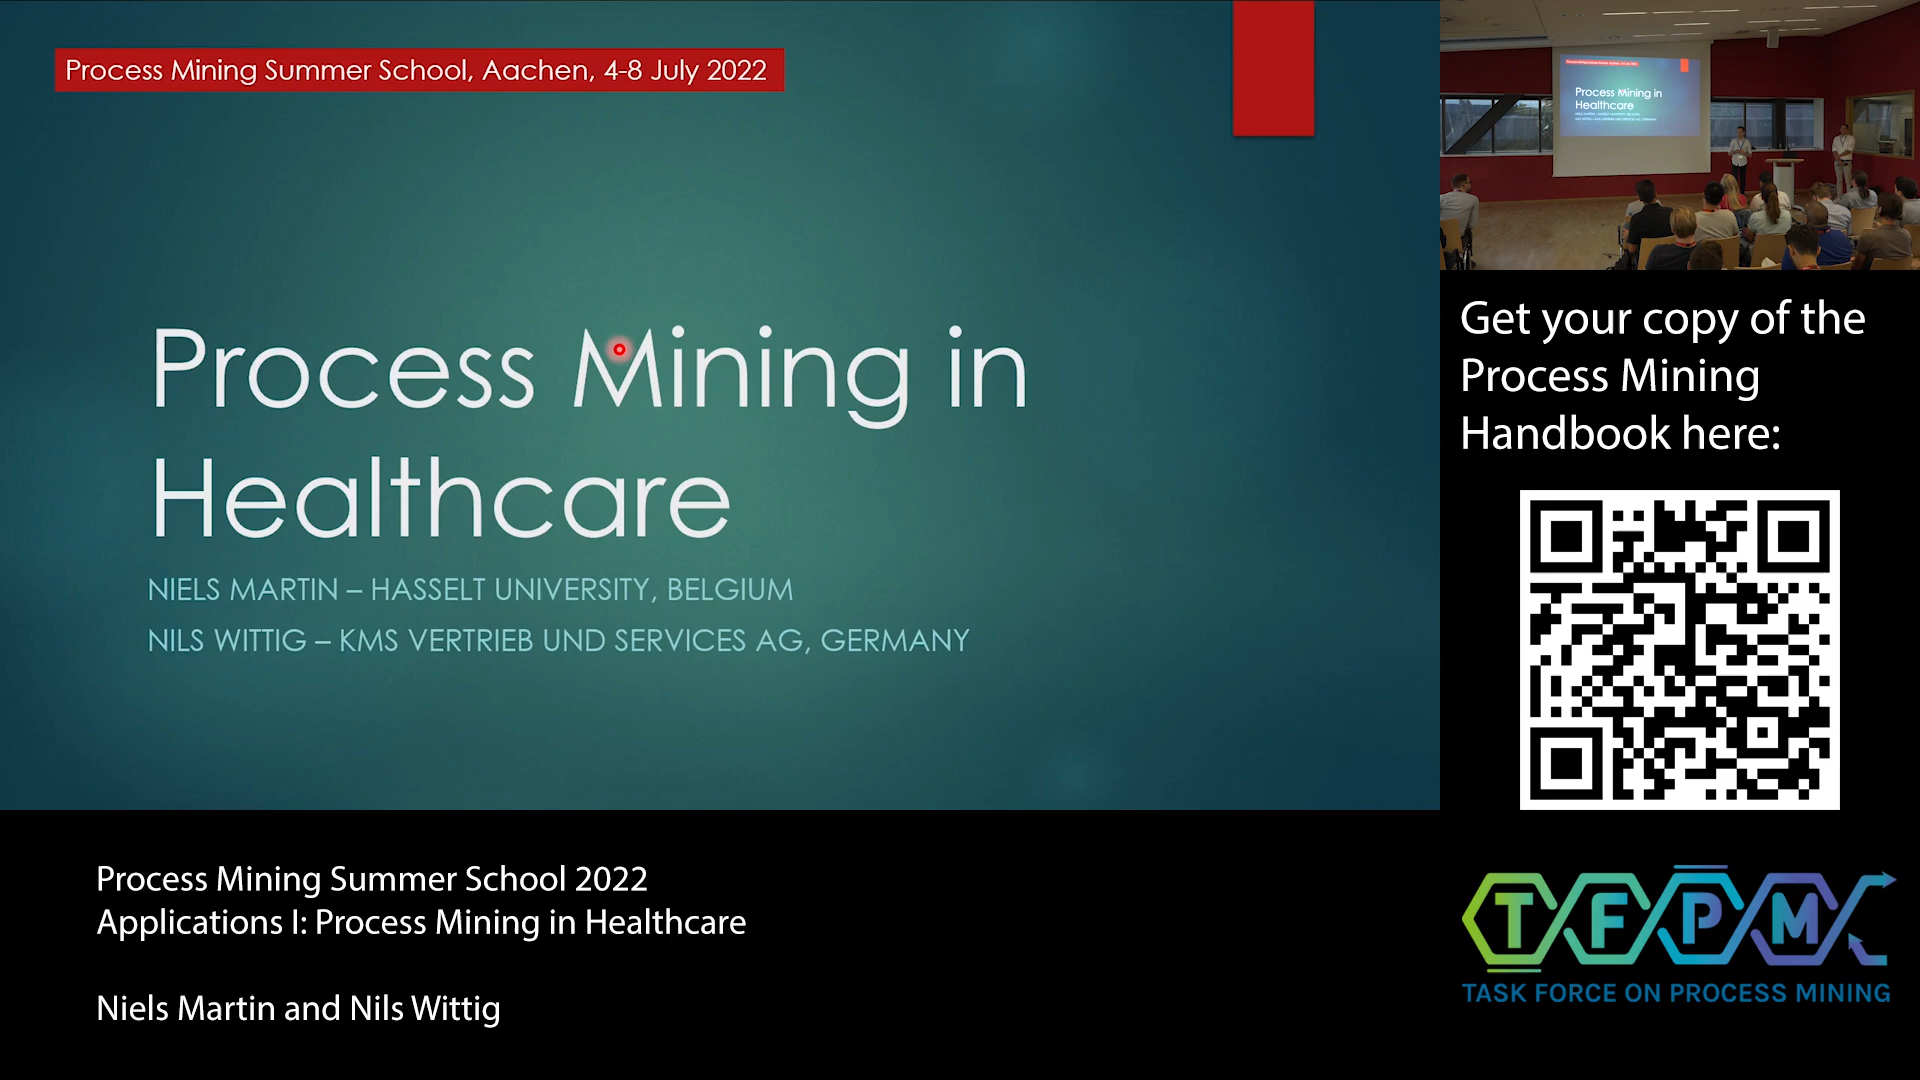 Process Mining Summer School, Aachen, 4-8 July 2022
Process Mining in
Healthcare
NIELS MARTIN – HASSELT UNIVERSITY, BELGIUM
NILS WITTIG – KMS VERTRIEB UND SERVICES AG, GERMANY
Process Mining in
Healthcare
Get your copy of the
Process Mining
Handbook here:
TFPM
TASK FORCE ON PROCESS MINING
Process Mining Summer School 2022
Applications I: Process Mining in Healthcare
Niels Martin and Nils Wittig